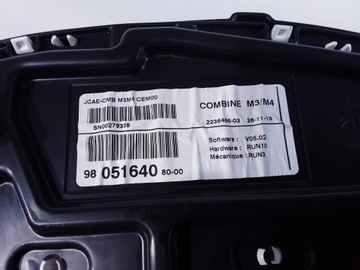 JCAE-CMB M3M4 CEM00
SN00279338
COMBINE M3/M4
2236466-03 26-11-13
Software : V05.02
Hardware : RUN10
Mécanique : RUN3
98 051640 80-00